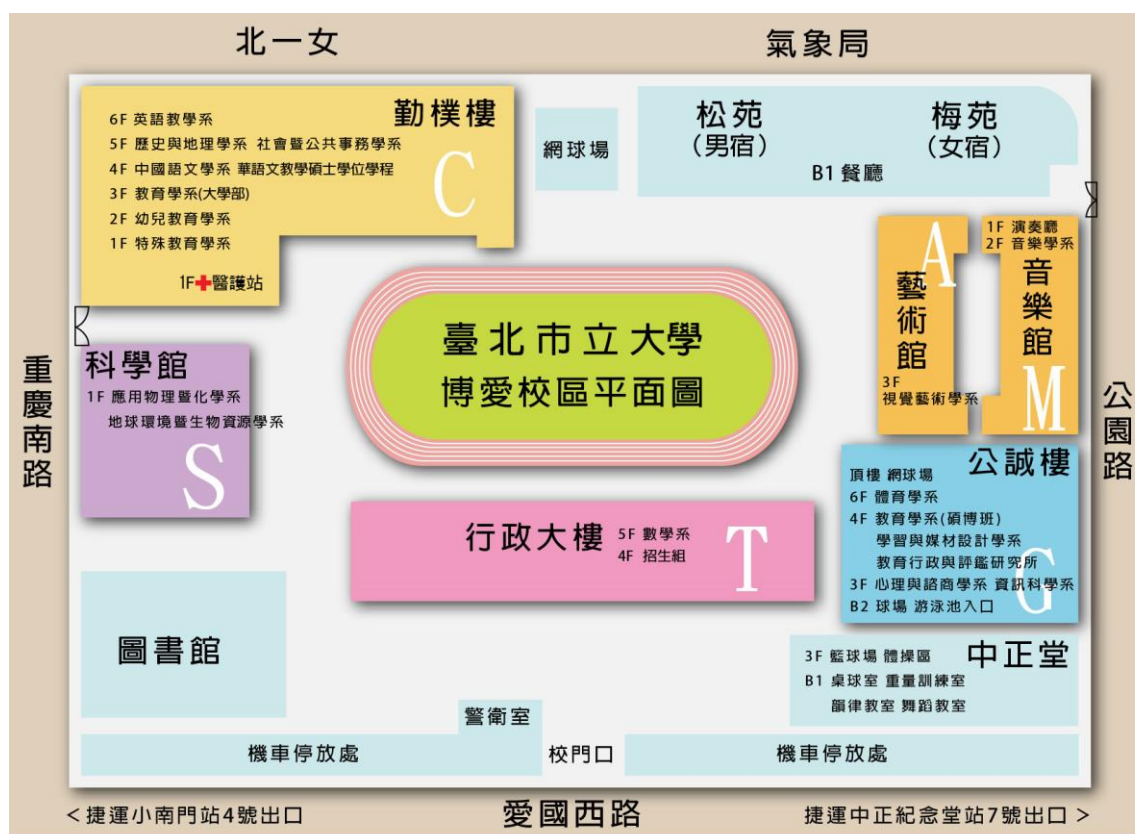 北一女
氣象局
勤樸樓
6F 英語教學系
5F 歷史與地理學系 社會暨公共事務學系
4F 中國語文學系 華語文教學碩士學位學程
3F 教育學系(大學部)
2F 幼兒教育學系
1F 特殊教育學系
C
1F 醫護站
網球場
松苑
(男宿)
梅苑
(女宿)
B1 餐廳
A
藝術館
3F
視覺藝術學系
1F 演奏廳
2F 音樂學系
音樂館
M
臺北市立大學
博愛校區平面圖
重慶南路
科學館
1F 應用物理暨化學系
地球環境暨生物資源學系
S
公園路
行政大樓
5F 數學系
4F 招生組
T
公誠樓
頂樓 網球場
6F 體育學系
4F 教育學系(碩博班)
學習與媒材設計學系
教育行政與評鑑研究所
3F 心理與諮商學系 資訊科學系
B2 球場 游泳池入口
G
圖書館
中正堂
3F 籃球場 體操區
B1 桌球室 重量訓練室
韻律教室 舞蹈教室
警衛室
機車停放處
校門口
機車停放處
<捷運小南門站4號出口
愛國西路
捷運中正紀念堂站7號出口>